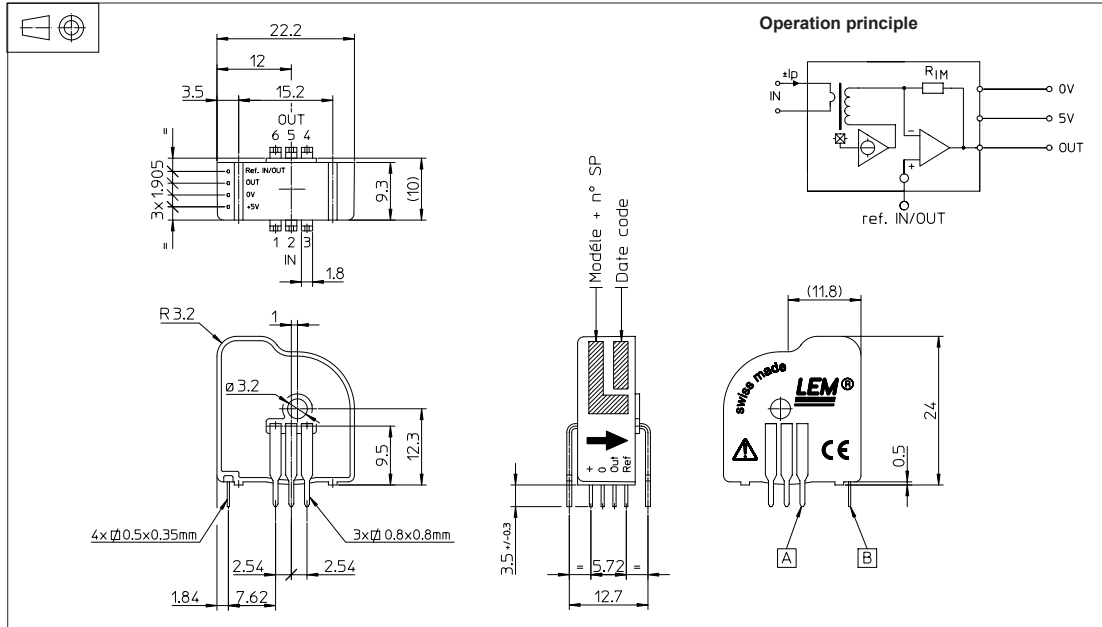 Operation principle
22.2
12
3.5
15.2
OUT
6 5 4
Ref. IN/OUT
OUT
0V
+5V
3x 1.905
=
=
9.3
(10)
1 2 3
IN
1.8
±Ip
IN
RIM
-
+
0V
5V
OUT
ref. IN/OUT
R3.2
1
ø3.2
9.5
12.3
4x 0.5x0.35mm
3x 0.8x0.8mm
2.54
2.54
1.84
7.62
Modéle + n° SP
Date code
+
0
Out
Ref
3.5 +/-0.3
= 5.72 =
12.7
(11.8)
swiss made
LEM®
CE
24
0.5
A
B